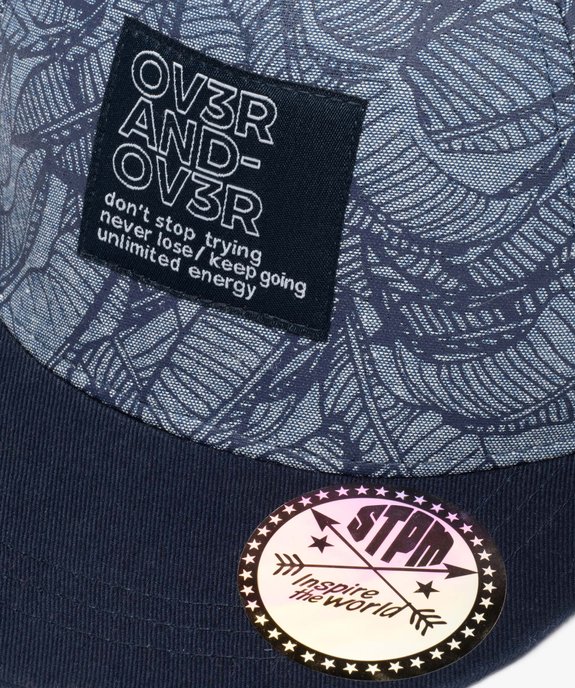 OV3R
AND-
OV3R
don't stop trying
never lose/keep going
unlimited energy
STPM
Inspire
the world